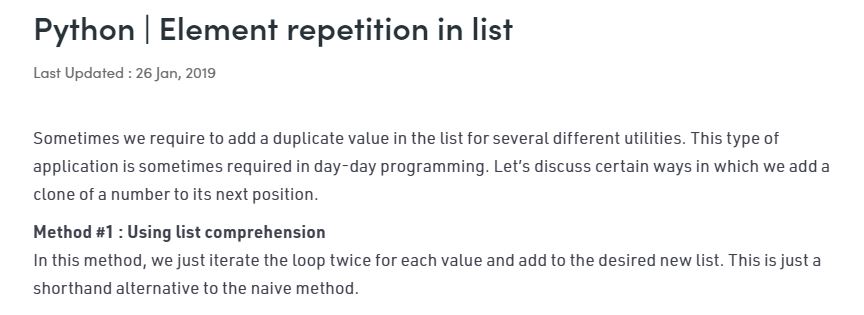 Python | Element repetition in list
Last Updated : 26 Jan, 2019
Sometimes we require to add a duplicate value in the list for several different utilities. This type of
application is sometimes required in day-day programming. Let’s discuss certain ways in which we add a
clone of a number to its next position.
Method #1 : Using list comprehension
In this method, we just iterate the loop twice for each value and add to the desired new list. This is just a
shorthand alternative to the naive method.